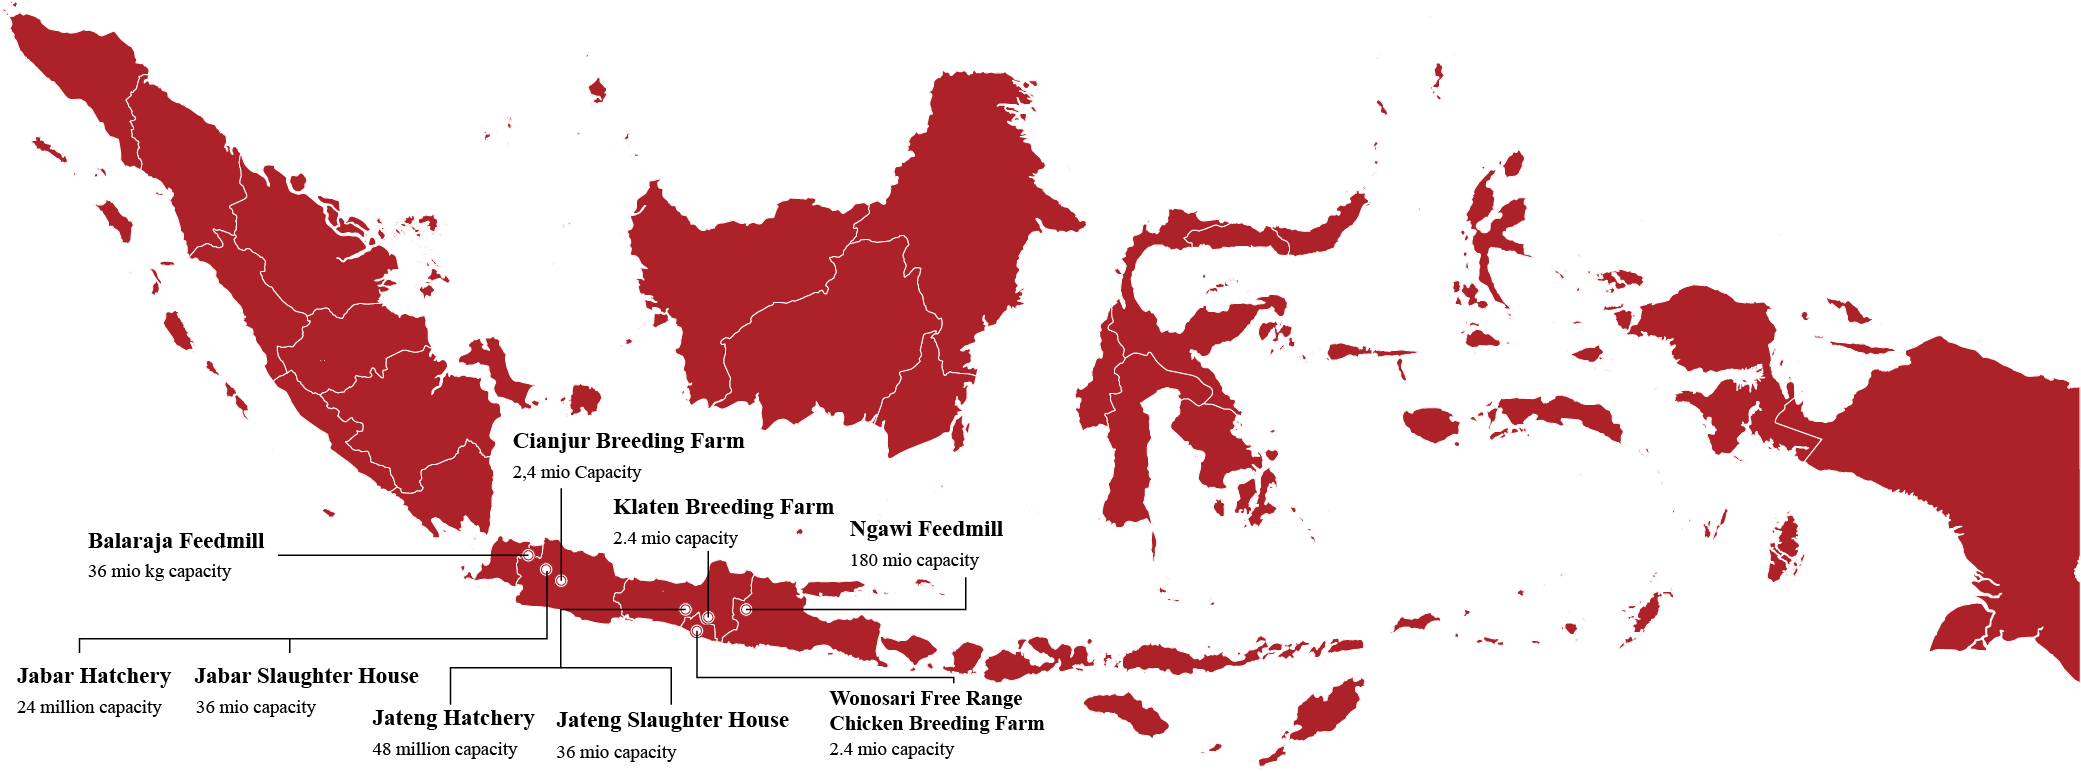 Cianjur Breeding Farm
2,4 mio Capacity
Klaten Breeding Farm
2.4 mio capacity
Ngawi Feedmill
180 mio capacity
Balaraja Feedmill
36 mio kg capacity
Jabar Hatchery
24 million capacity
Jabar Slaughter House
36 mio capacity
Jateng Hatchery
48 million capacity
Jateng Slaughter House
36 mio capacity
Wonosari Free Range
Chicken Breeding Farm
2.4 mio capacity